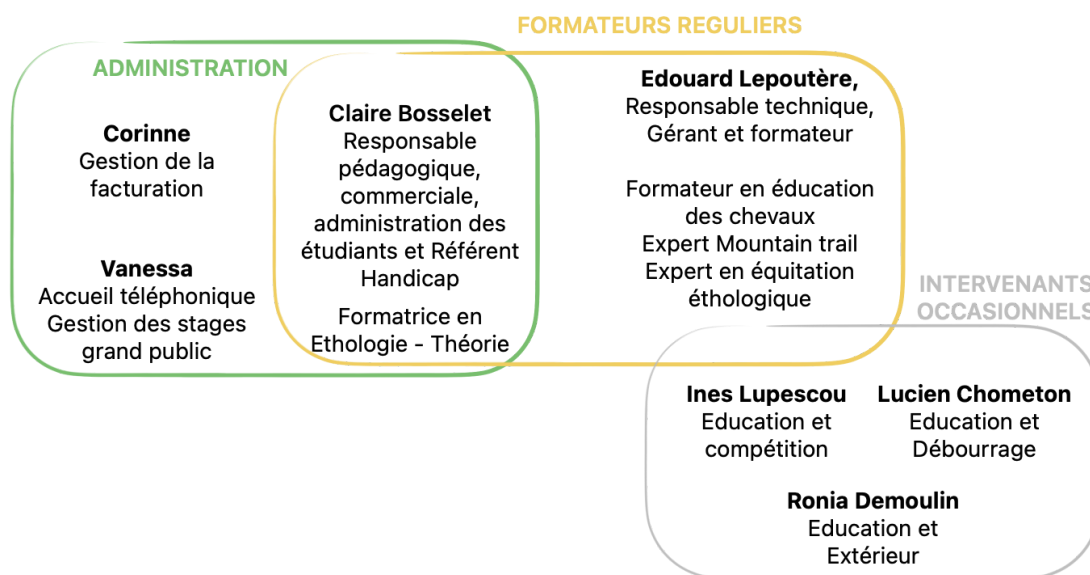 FORMATEURS REGULIERS
ADMINISTRATION
Corinne
Gestion de la
facturation
Vanessa
Accueil téléphonique
Gestion des stages
grand public
Claire Bosselet
Responsable
pédagogique,
commerciale,
administration des
étudiants et Référent
Handicap
Formatrice en
Ethologie - Théorie
Edouard Lepoutère,
Responsable technique,
Gérant et formateur
Formateur en éducation
des chevaux
Expert Mountain trail
Expert en équitation
éthologique
INTERVENANTS
OCCASIONNELS
Ines Lupescou
Education et
compétition
Lucien Chometon
Education et
Débourrage
Ronia Demoulin
Education et
Extérieur